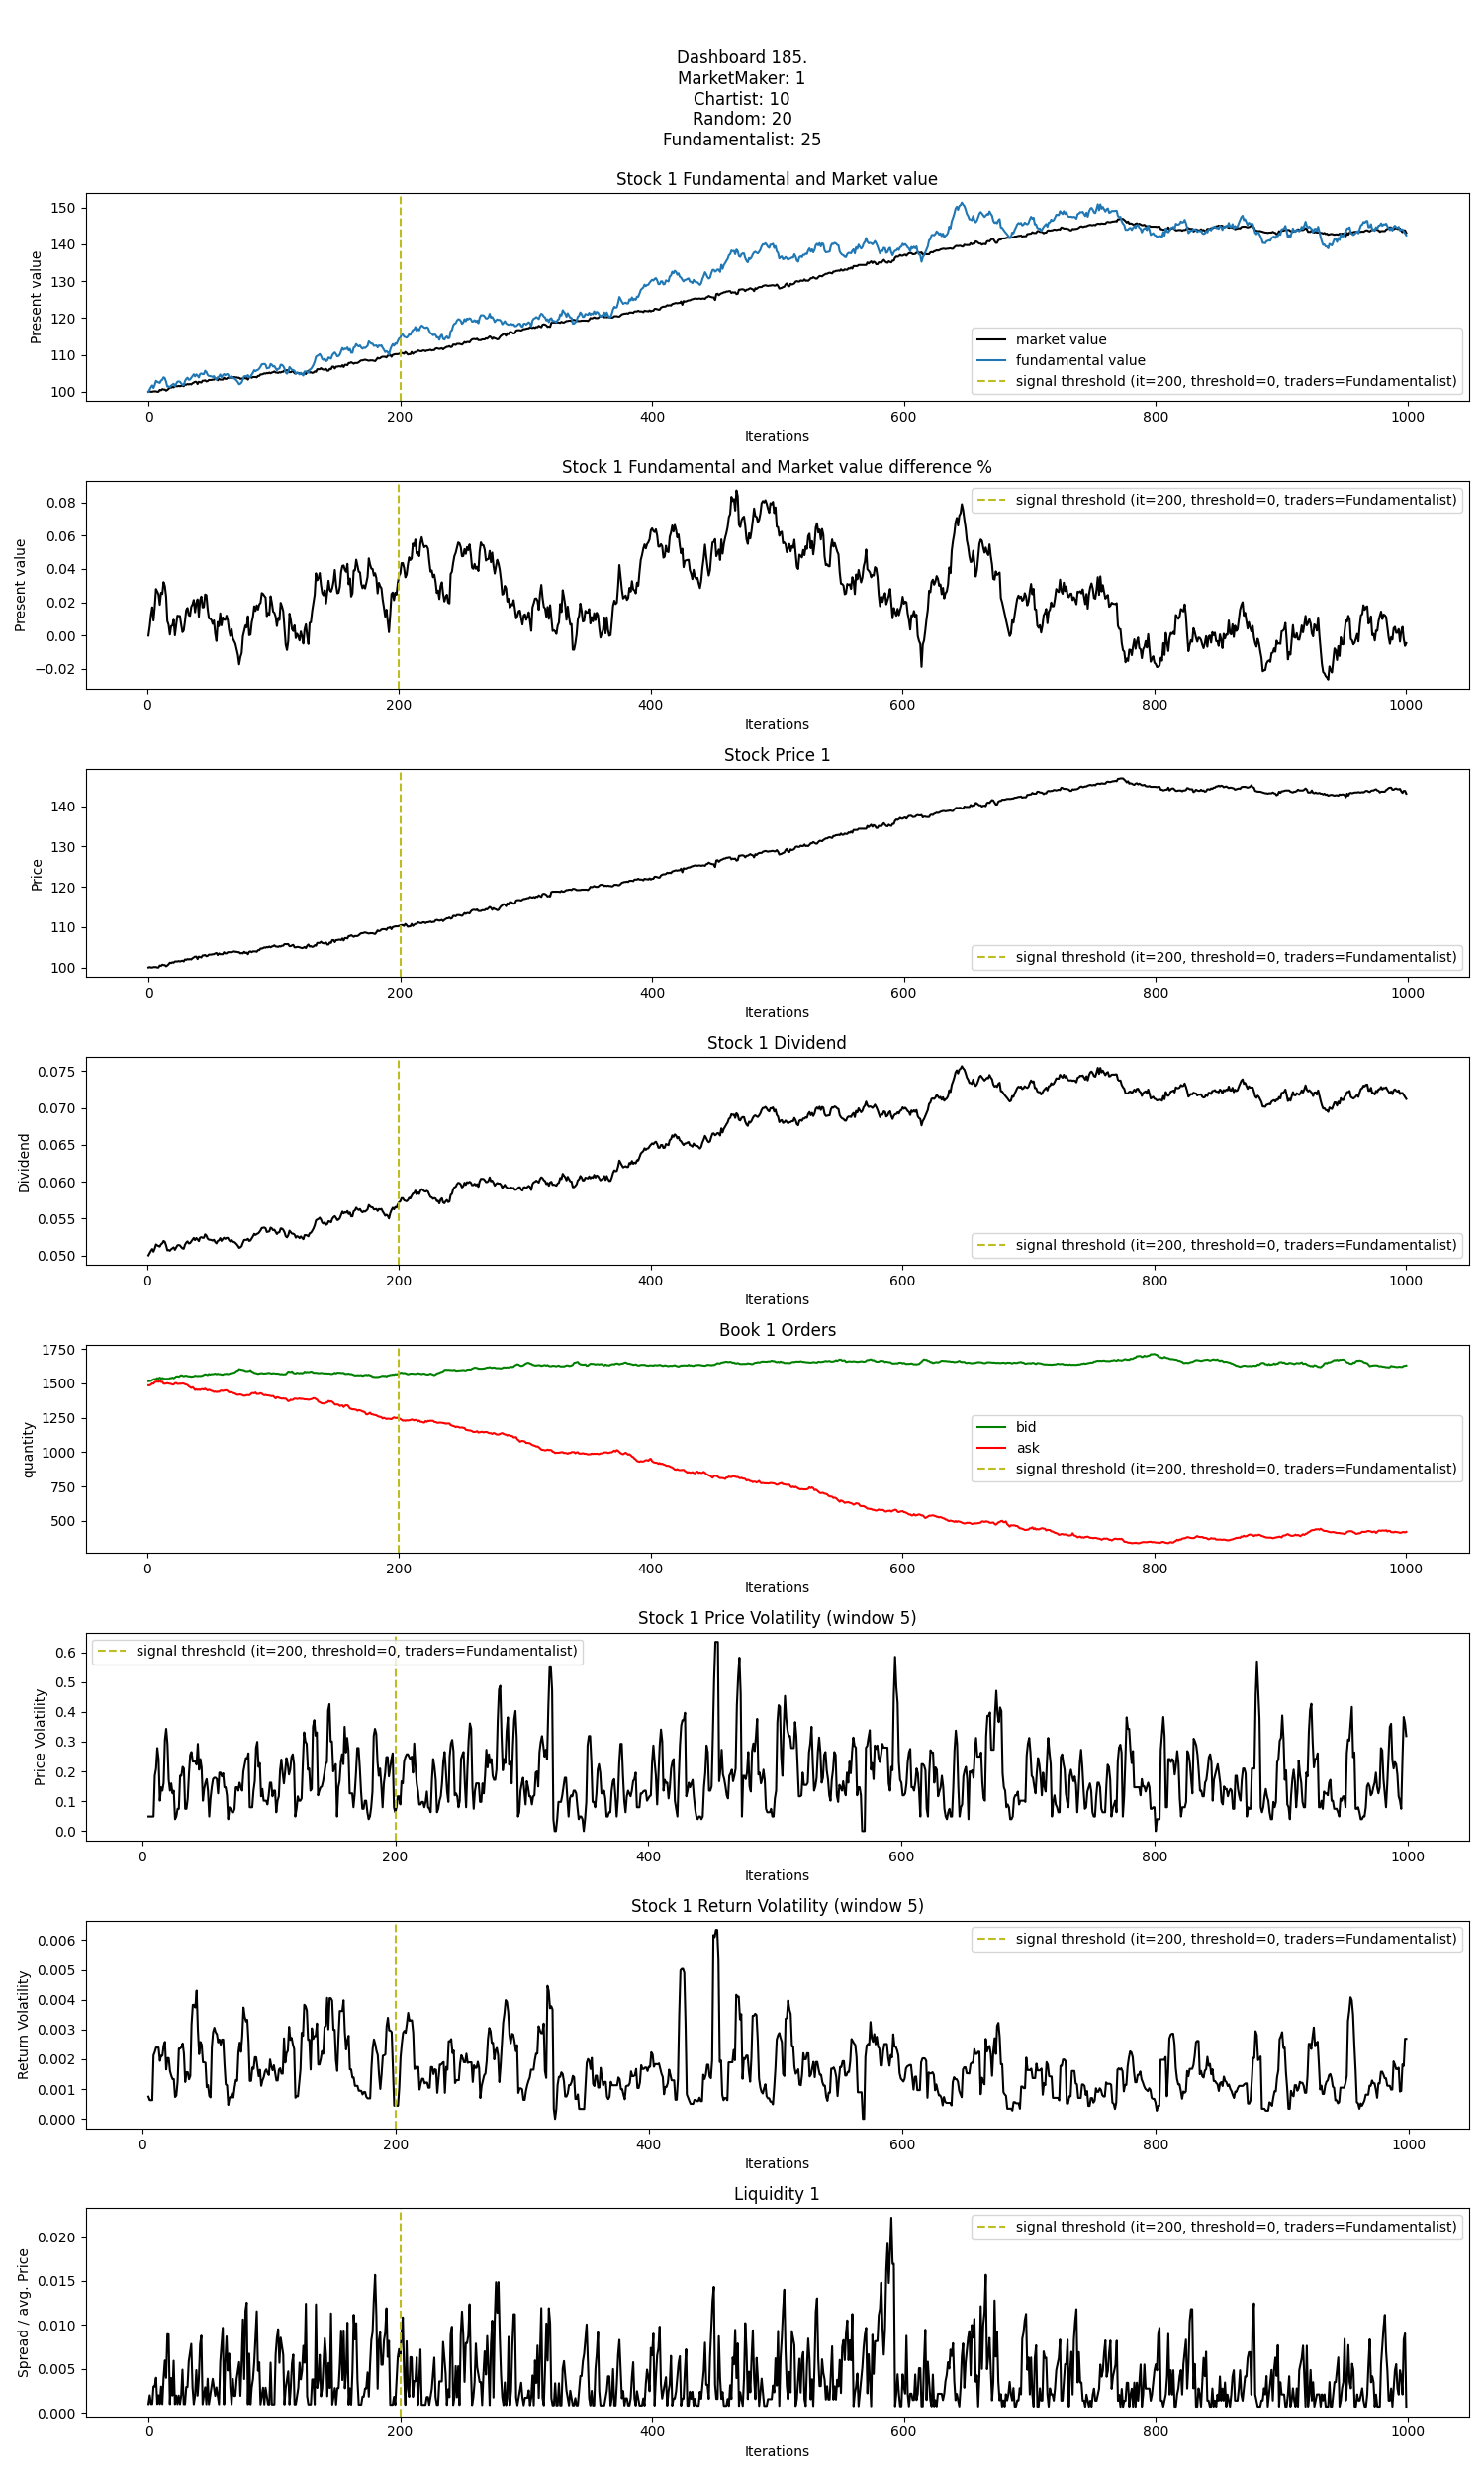 Dashboard 185.
MarketMaker: 1
Chartist: 10
Random: 20
Fundamentalist: 25
Stock 1 Fundamental and Market value
150
140
130
120
110
100
Present value
market value
fundamental value
signal threshold (it=200, threshold=0, traders=Fundamentalist)
0 200 400 600 800 1000
Iterations
Stock 1 Fundamental and Market value difference %
0.08
0.06
0.04
0.02
0.00
−0.02
Present value
signal threshold (it=200, threshold=0, traders=Fundamentalist)
0 200 400 600 800 1000
Iterations
Stock Price 1
140
130
120
110
100
Price
signal threshold (it=200, threshold=0, traders=Fundamentalist)
0 200 400 600 800 1000
Iterations
Stock 1 Dividend
0.075
0.070
0.065
0.060
0.055
0.050
Dividend
signal threshold (it=200, threshold=0, traders=Fundamentalist)
0 200 400 600 800 1000
Iterations
Book 1 Orders
1750
1500
1250
1000
750
500
quantity
bid
ask
signal threshold (it=200, threshold=0, traders=Fundamentalist)
0 200 400 600 800 1000
Iterations
Stock 1 Price Volatility (window 5)
0.6
0.5
0.4
0.3
0.2
0.1
0.0
Price Volatility
signal threshold (it=200, threshold=0, traders=Fundamentalist)
0 200 400 600 800 1000
Iterations
Stock 1 Return Volatility (window 5)
0.006
0.005
0.004
0.003
0.002
0.001
0.000
Return Volatility
signal threshold (it=200, threshold=0, traders=Fundamentalist)
0 200 400 600 800 1000
Iterations
Liquidity 1
0.020
0.015
0.010
0.005
0.000
Spread / avg. Price
signal threshold (it=200, threshold=0, traders=Fundamentalist)
0 200 400 600 800 1000
Iterations